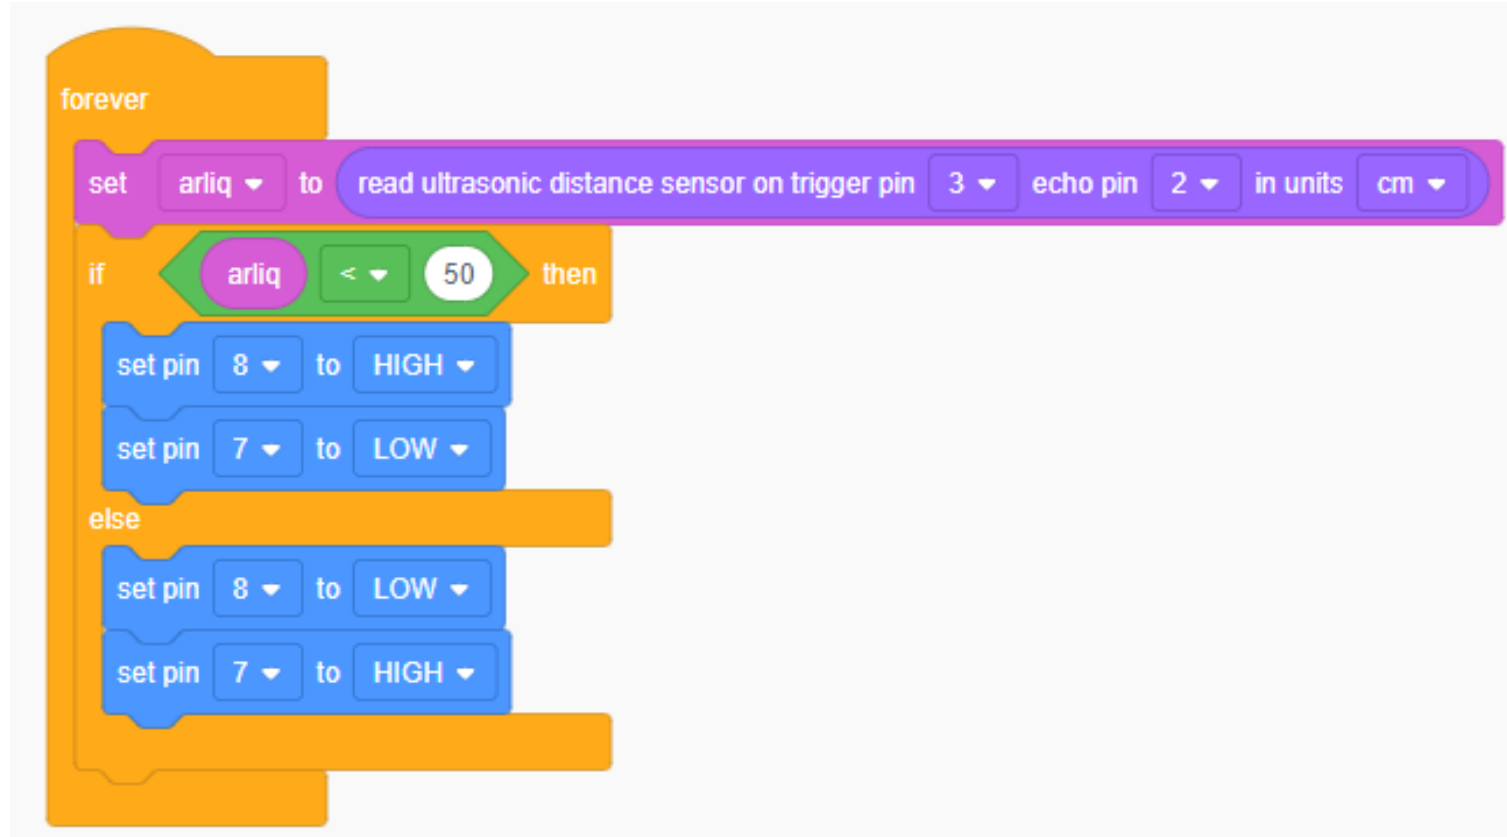 forever
set arliq to read ultrasonic distance sensor on trigger pin 3 echo pin 2 in units cm
if arliq < 50 then
set pin 8 to HIGH
set pin 7 to LOW
else
set pin 8 to LOW
set pin 7 to HIGH